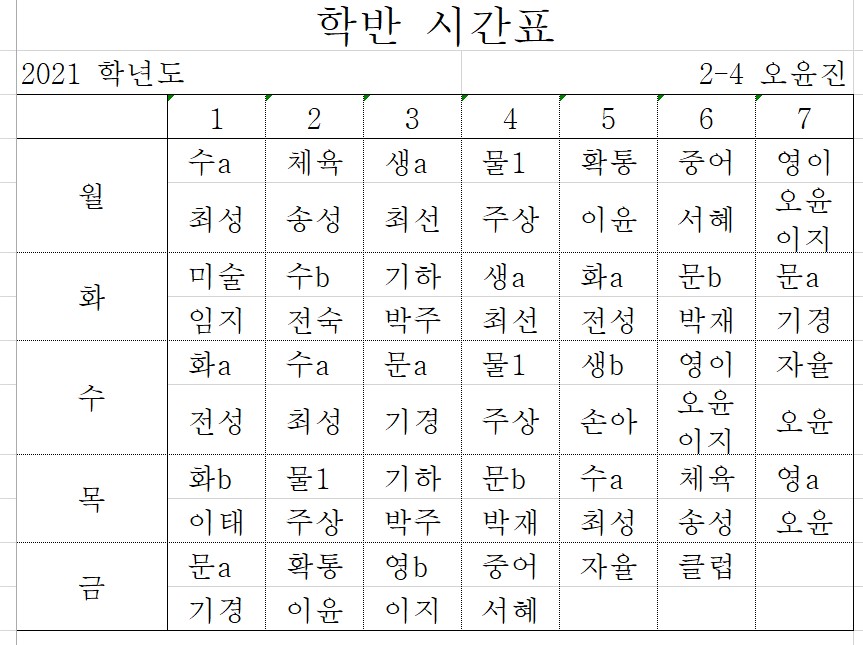 학반 시간표
2021 학년도 2-4 오윤진
1 2 3 4 5 6 7
월
수a 체육 생a 물1 확통 중어 영이
최성 송성 최선 주상 이윤 서혜 오윤 이지
화
미술 수b 기하 생a 화a 문b 문a
임지 전숙 박주 최선 전성 박재 기경
수
화a 수a 문a 물1 생b 영이 자율
전성 최성 기경 주상 손아 오윤 이지 오윤
목
화b 물1 기하 문b 수a 체육 영a
이태 주상 박주 박재 최성 송성 오윤
금
문a 확통 영b 중어 자율 클럽
기경 이윤 이지 서혜